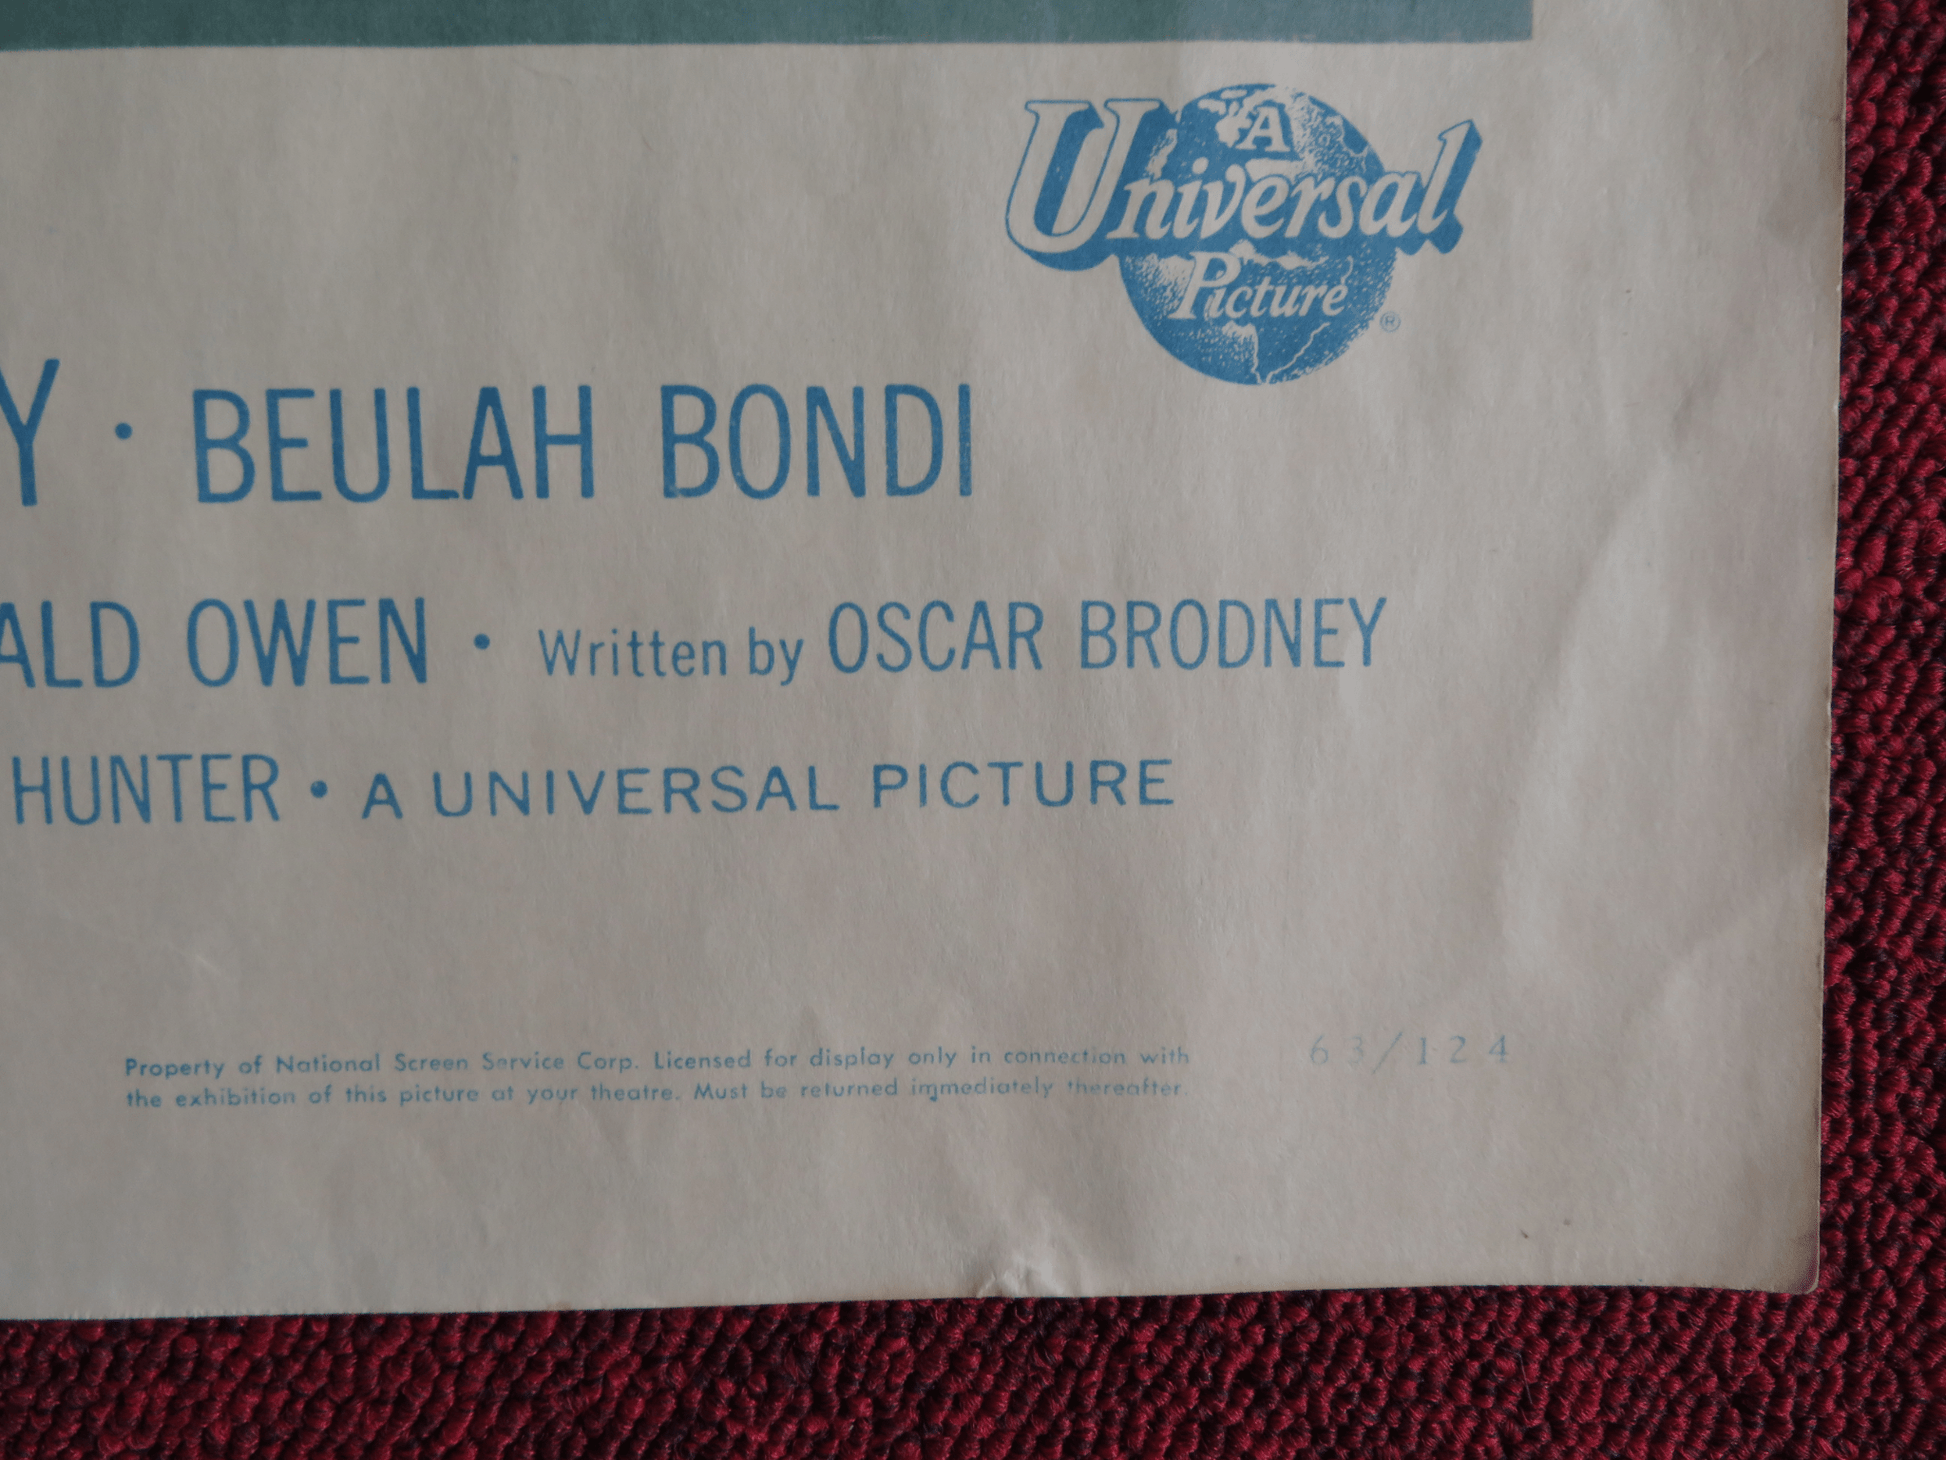 A
Universal
Picture
®
Y · BEULAH BONDI
ALD OWEN · Written by OSCAR BRODNEY
HUNTER · A UNIVERSAL PICTURE
Property of National Screen Service Corp. Licensed for display only in connection with
the exhibition of this picture at your theatre. Must be returned immediately thereafter.
63/124